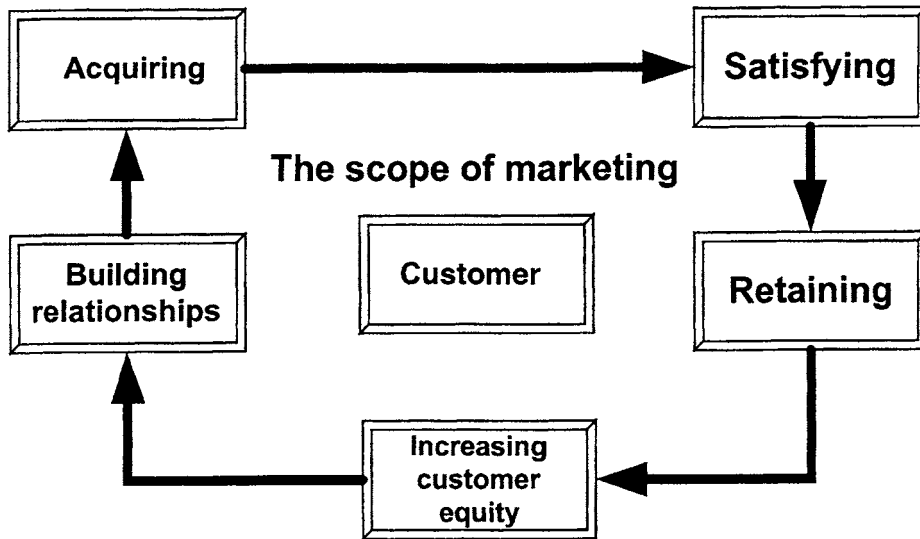 Acquiring
Satisfying
The scope of marketing
Building
relationships
Customer
Retaining
Increasing
customer
equity